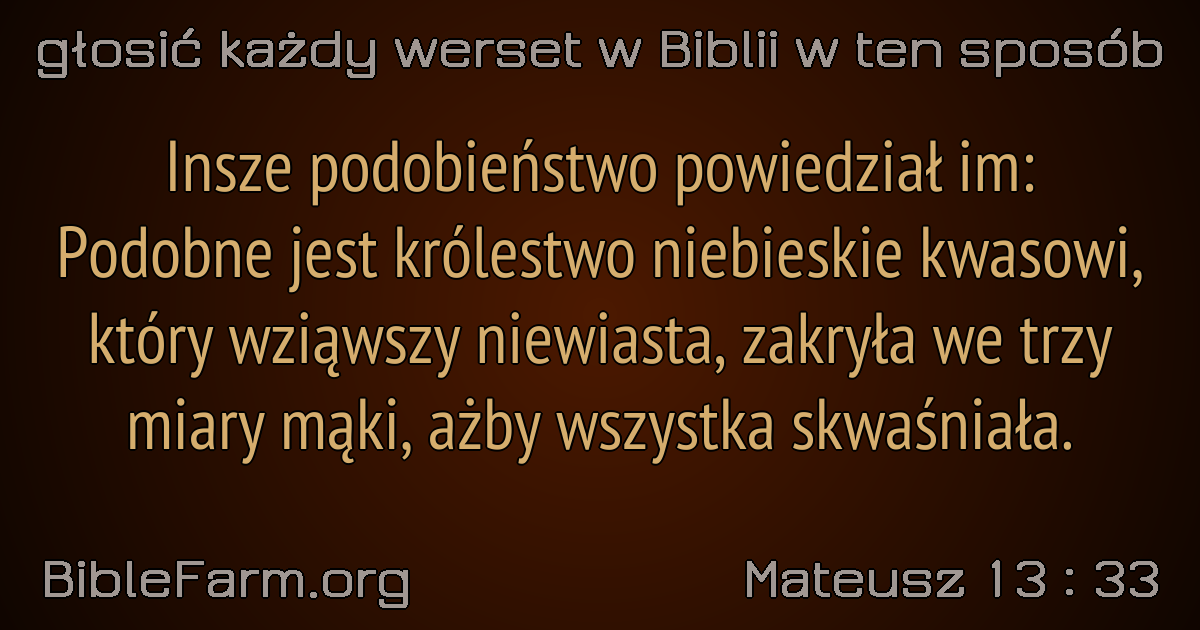 głosić każdy werset w Biblii w ten sposób
Insze podobieństwo powiedział im:
Podobne jest królestwo niebieskie kwasowi,
który wziąwszy niewiasta, zakryła we trzy
miary mąki, ażby wszystka skwaśniała.
BibleFarm.org
Mateusz 13 : 33